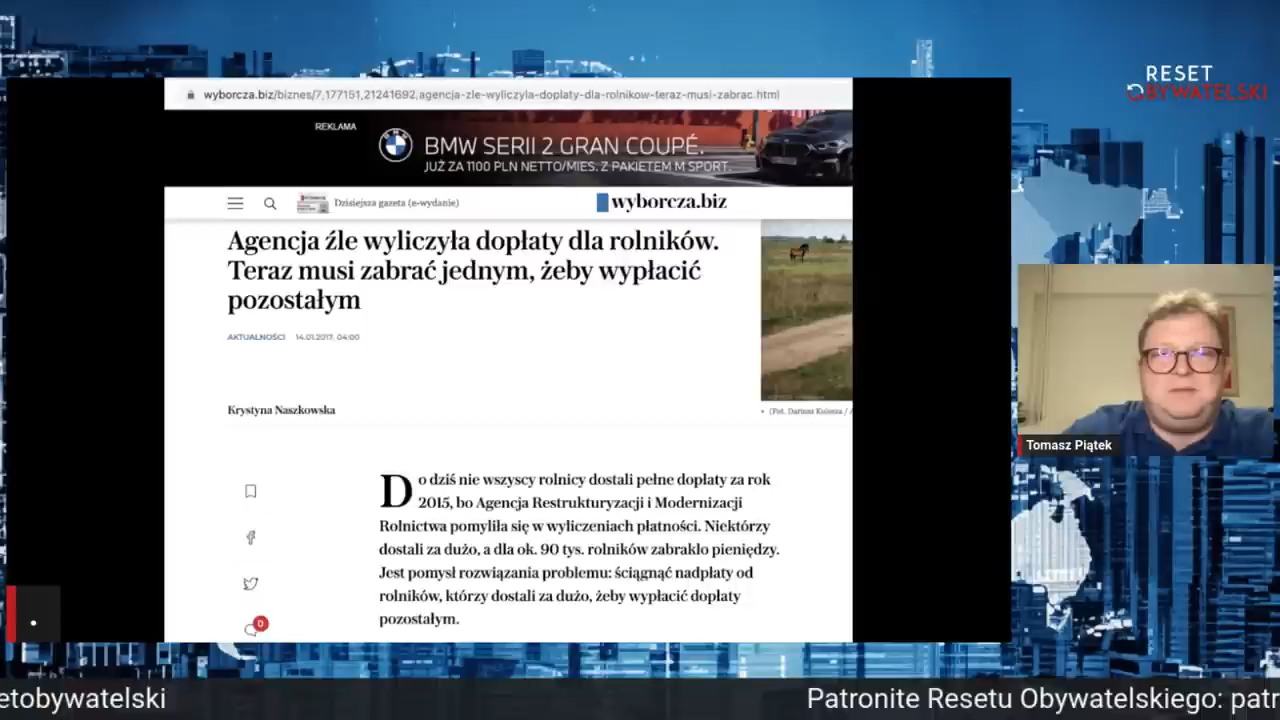 RESET
OBYWATELSKI
wyborcza.biz/biznes/7,177151,21241692,agencja-zle-wyliczyla-doplaty-dla-rolnikow-teraz-musi-zabrac.html
REKLAMA
BMW SERII 2 GRAN COUPÉ.
JUŻ ZA 1100 PLN NETTO/MIES. Z PAKIETEM M SPORT.
Dzisiejsza gazeta (e-wydanie)
wyborcza.biz
Agencja źle wyliczyła dopłaty dla rolników.
Teraz musi zabrać jednym, żeby wypłacić
pozostałym
AKTUALNOŚCI 14.01.2017, 04:00
Krystyna Naszkowska
(Fot. Dariusz Kulesza /
Do dziś nie wszyscy rolnicy dostali pełne dopłaty za rok
2015, bo Agencja Restrukturyzacji i Modernizacji
Rolnictwa pomyliła się w wyliczeniach płatności. Niektórzy
dostali za dużo, a dla ok. 90 tys. rolników zabrakło pieniędzy.
Jest pomysł rozwiązania problemu: ściągnąć nadpłaty od
rolników, którzy dostali za dużo, żeby wypłacić dopłaty
pozostałym.
0
Tomasz Piątek
etobywatelski
Patronite Resetu Obywatelskiego: patr